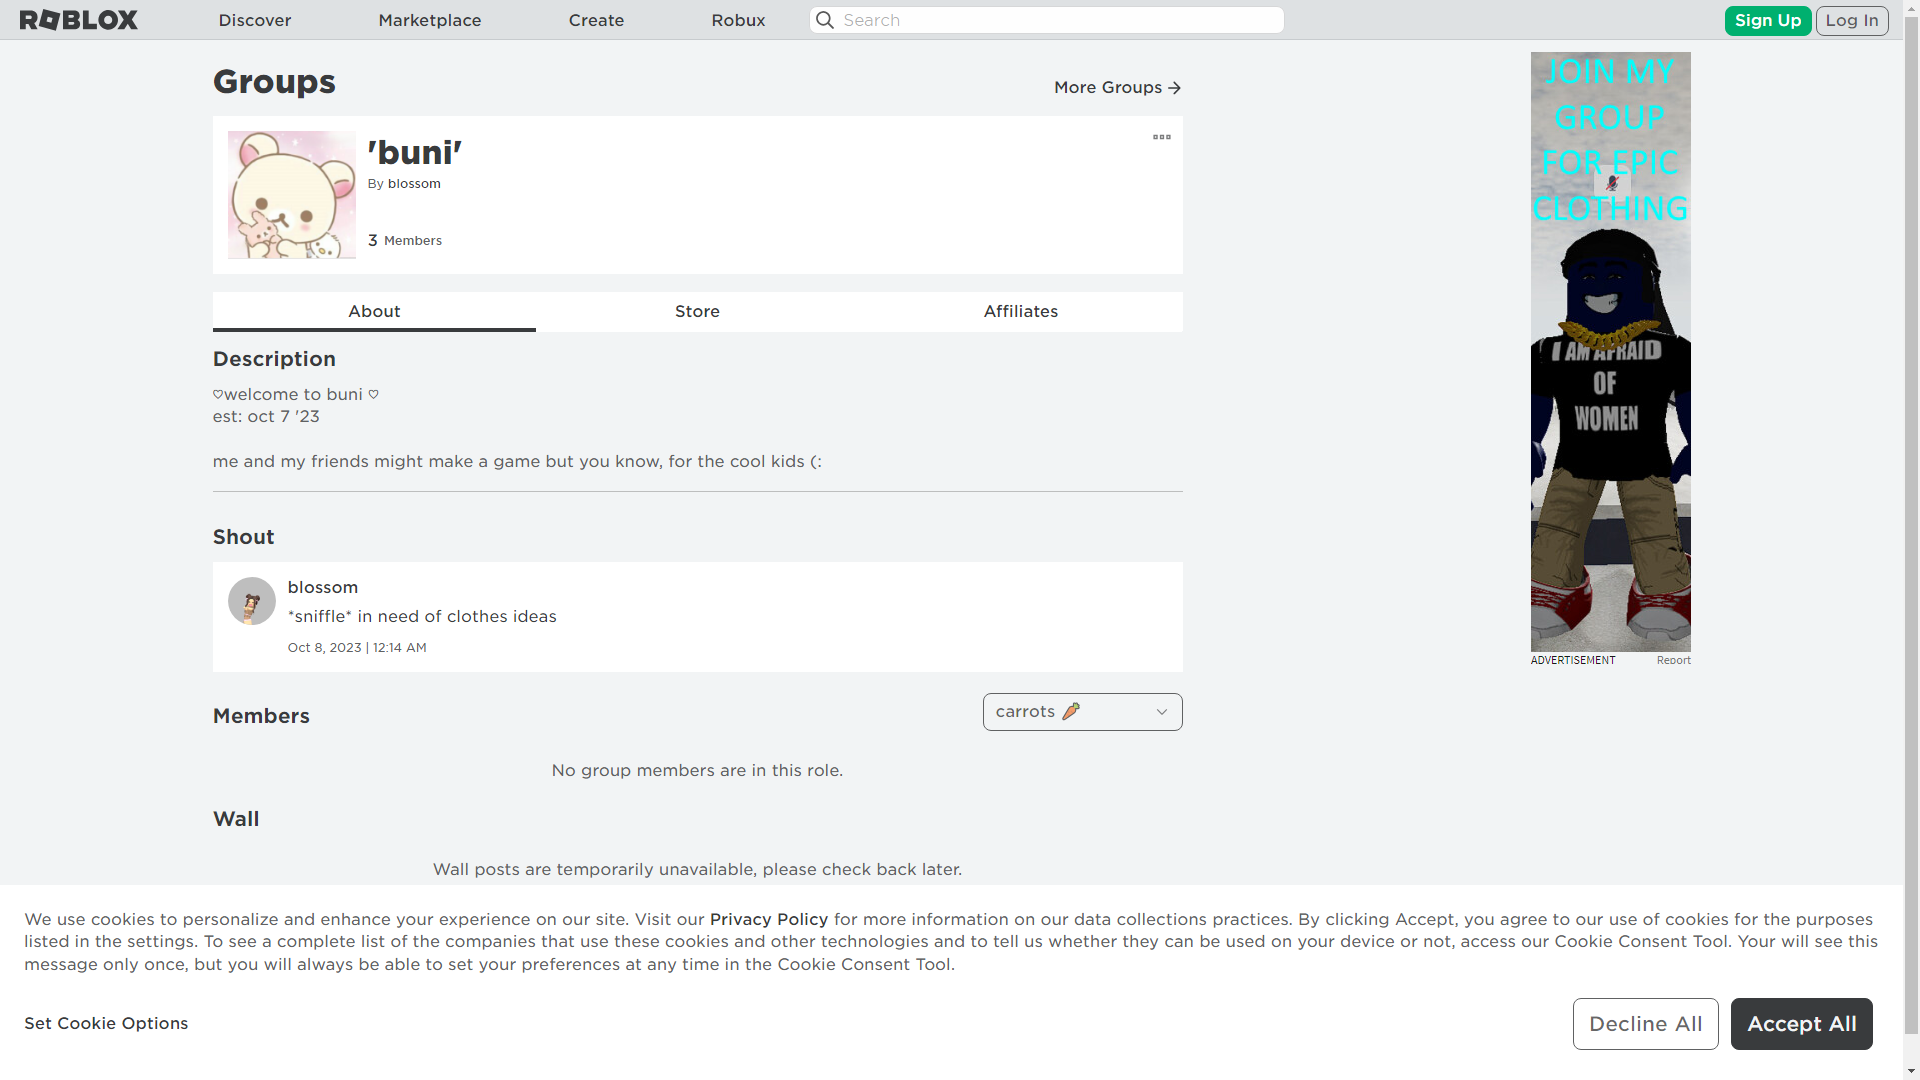 ROBLOX
Discover
Marketplace
Create
Robux
Search
Sign Up
Log In
Groups
More Groups →
'buni'
By blossom
3 Members
About
Store
Affiliates
Description
♡welcome to buni ♡
est: oct 7 '23
me and my friends might make a game but you know, for the cool kids (:
Shout
blossom
*sniffle* in need of clothes ideas
Oct 8, 2023 | 12:14 AM
Members
carrots 🥕
No group members are in this role.
Wall
Wall posts are temporarily unavailable, please check back later.
JOIN MY
GROUP
FOR EPIC
CLOTHING
I AM AFRAID
OF
WOMEN
ADVERTISEMENT
Report
We use cookies to personalize and enhance your experience on our site. Visit our Privacy Policy for more information on our data collections practices. By clicking Accept, you agree to our use of cookies for the purposes
listed in the settings. To see a complete list of the companies that use these cookies and other technologies and to tell us whether they can be used on your device or not, access our Cookie Consent Tool. Your will see this
message only once, but you will always be able to set your preferences at any time in the Cookie Consent Tool.
Set Cookie Options
Decline All
Accept All